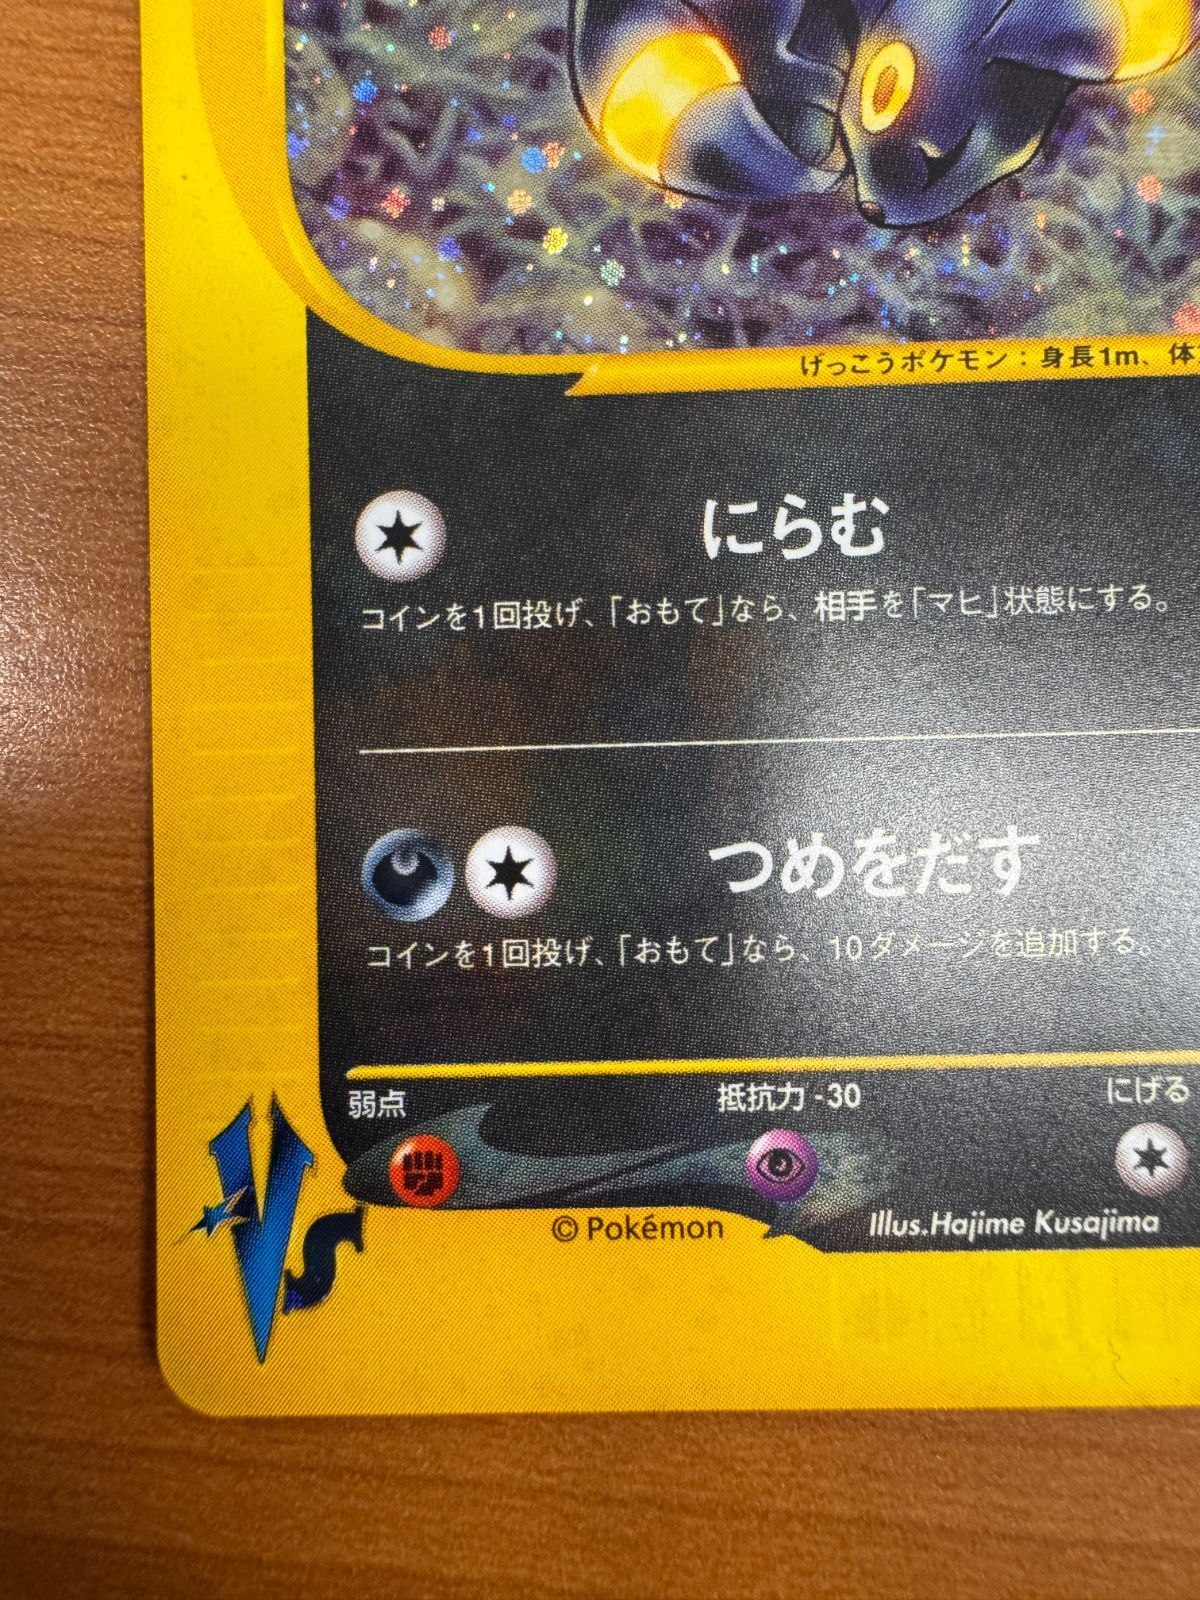 げっこうポケモン：身長1m、体
にらむ
コインを1回投げ、「おもて」なら、相手を「マヒ」状態にする。
つめをだす
コインを1回投げ、「おもて」なら、10ダメージを追加する。
弱点 抵抗力 -30 にげる
VS
© Pokémon Illus.Hajime Kusajima